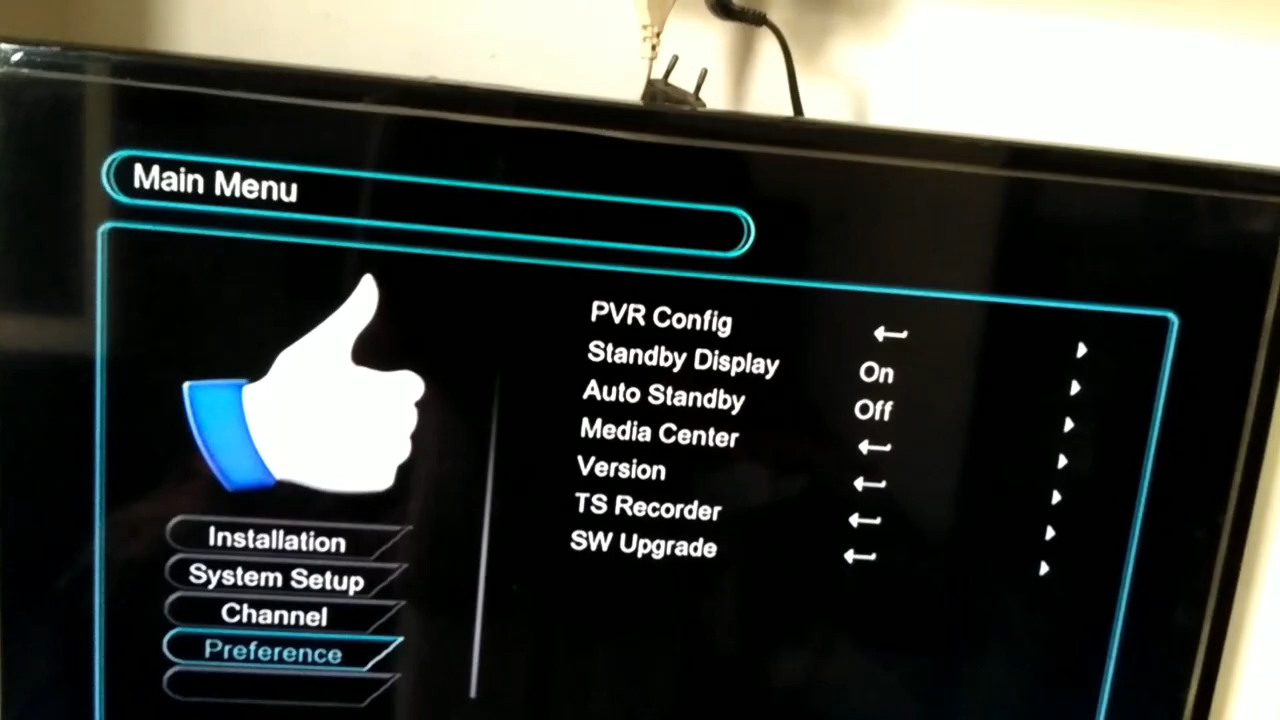 Main Menu
PVR Config
Standby Display On
Auto Standby Off
Media Center
Version
TS Recorder
SW Upgrade
Installation
System Setup
Channel
Preference